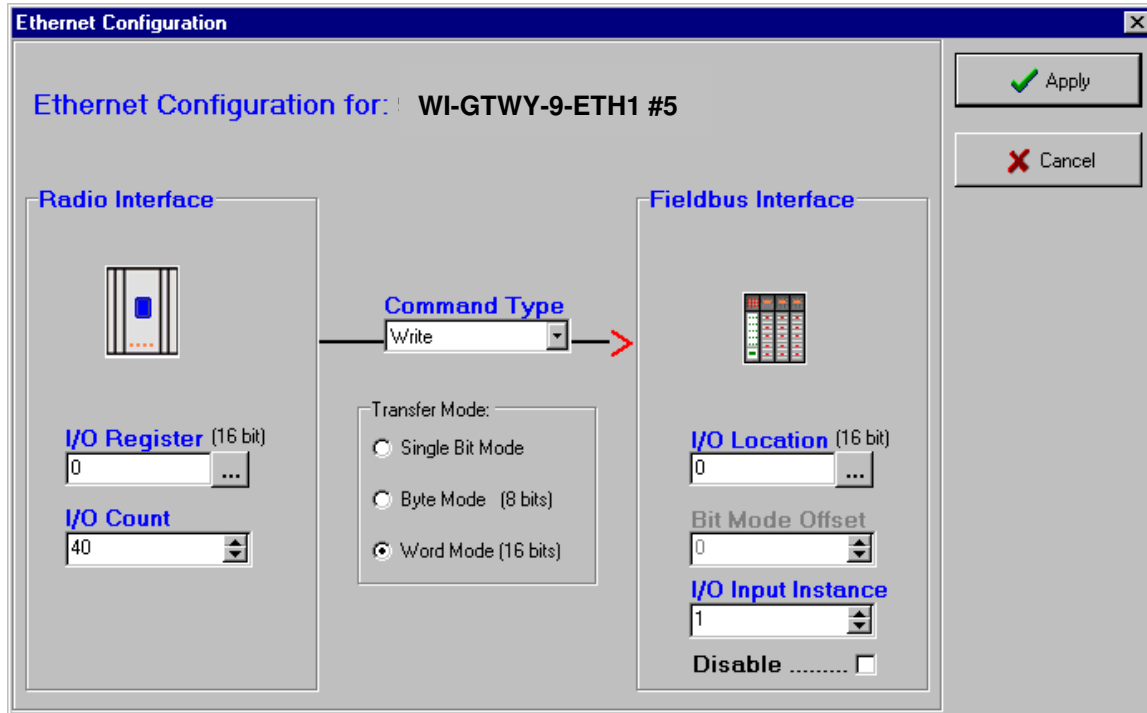 Ethernet Configuration
Ethernet Configuration for: WI-GTWY-9-ETH1 #5
Apply
Cancel
Radio Interface
Fieldbus Interface
Command Type
Write
Transfer Mode:
Single Bit Mode
Byte Mode (8 bits)
Word Mode (16 bits)
I/O Register (16 bit)
0
...
I/O Count
40
I/O Location (16 bit)
0
...
Bit Mode Offset
0
I/O Input Instance
1
Disable .........